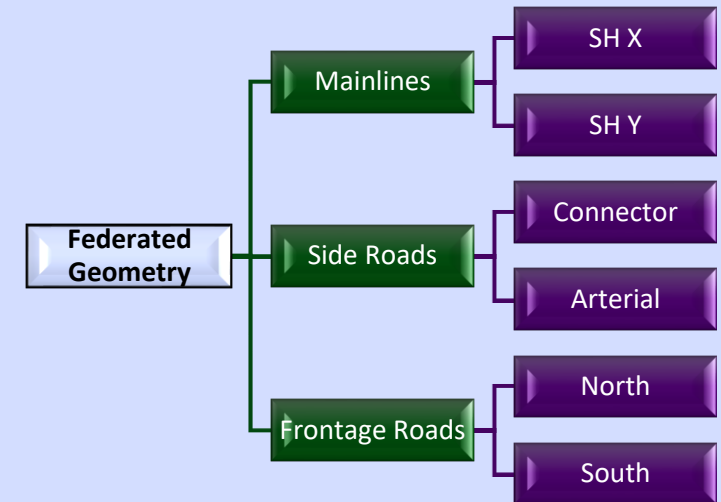 Federated
Geometry
Mainlines
SH X
SH Y
Side Roads
Connector
Arterial
Frontage Roads
North
South